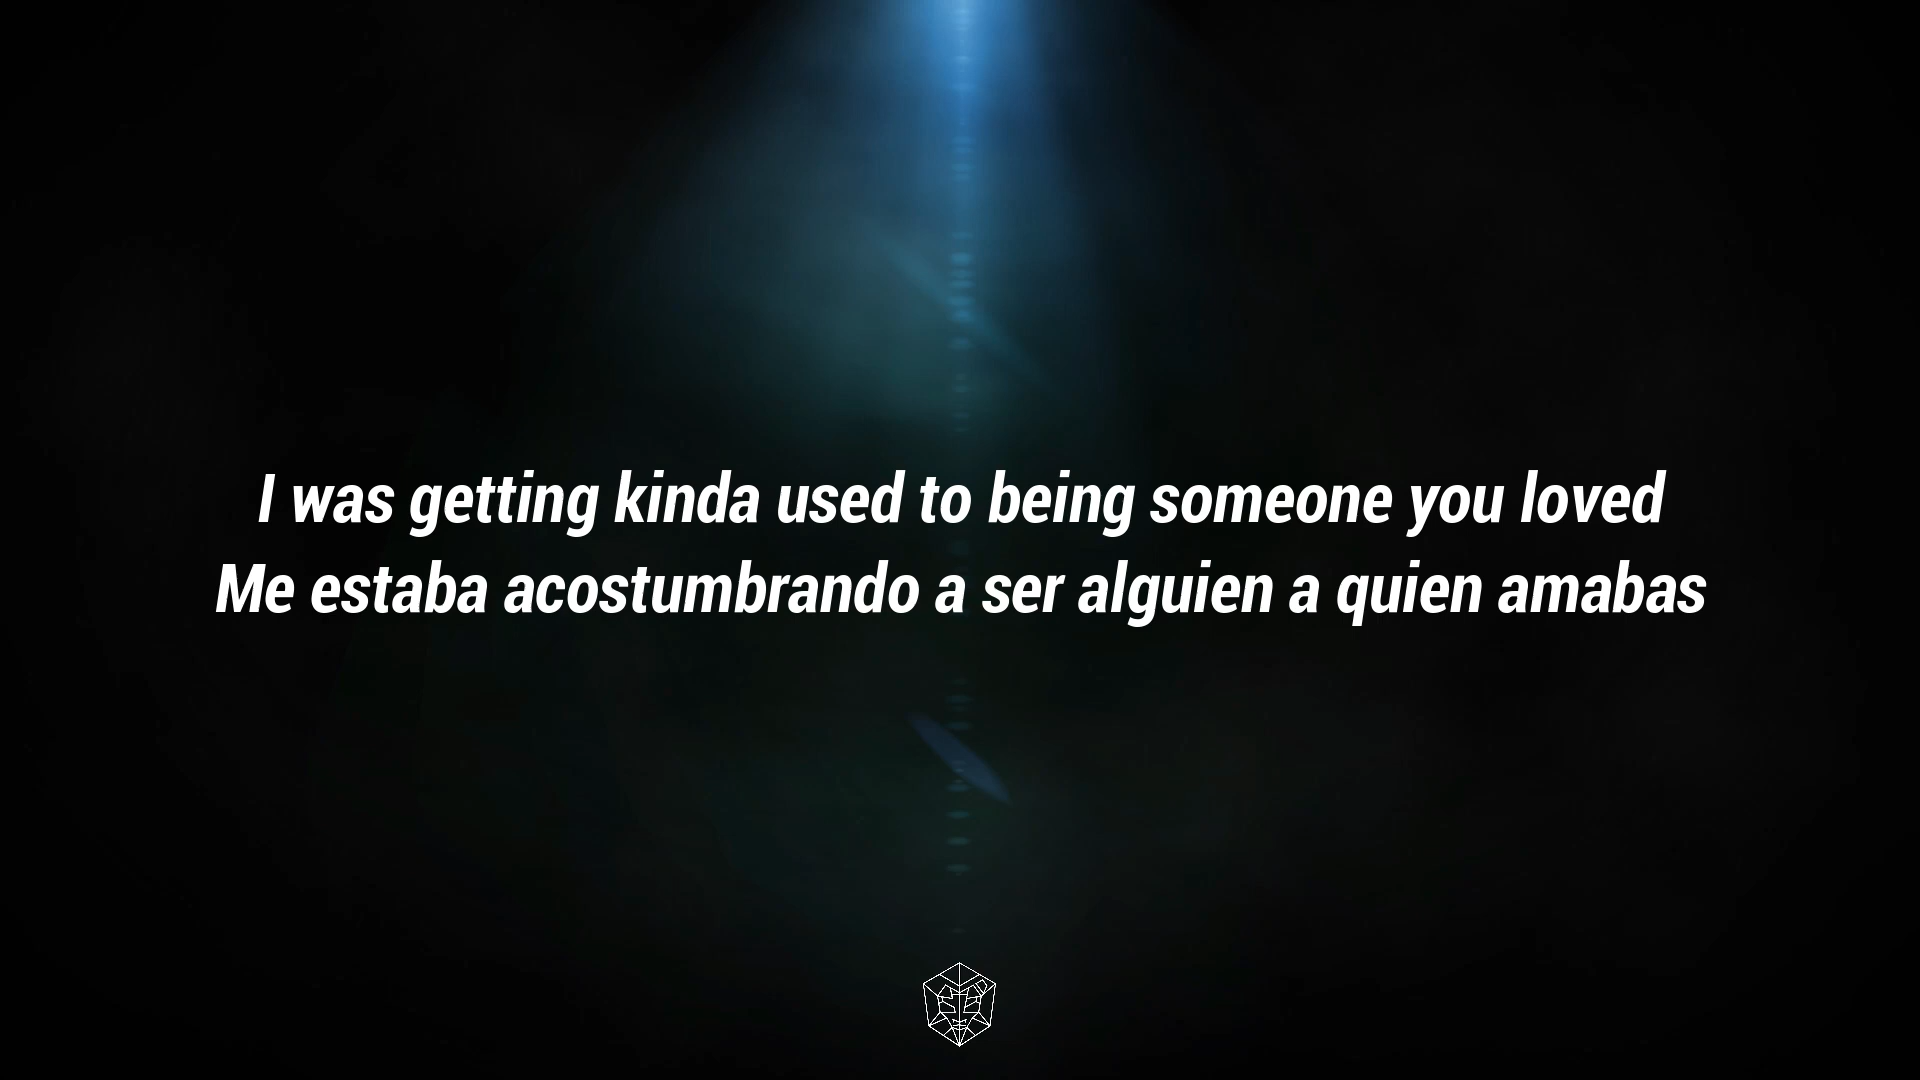 I was getting kinda used to being someone you loved
Me estaba acostumbrando a ser alguien a quien amabas